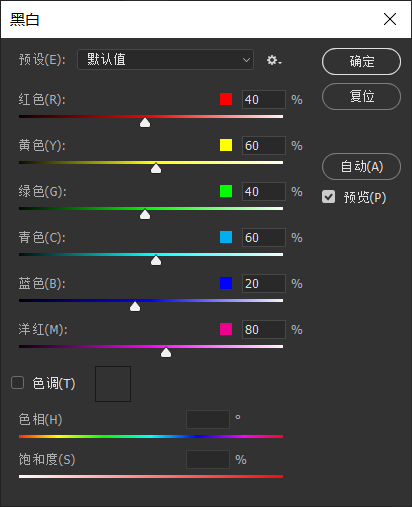 黑白
预设(E): 默认值 确定
红色(R): 40 % 复位
黄色(Y): 60 %
绿色(G): 40 % 自动(A)
预览(P)
青色(C): 60 %
蓝色(B): 20 %
洋红(M): 80 %
色调(T)
色相(H) °
饱和度(S) %